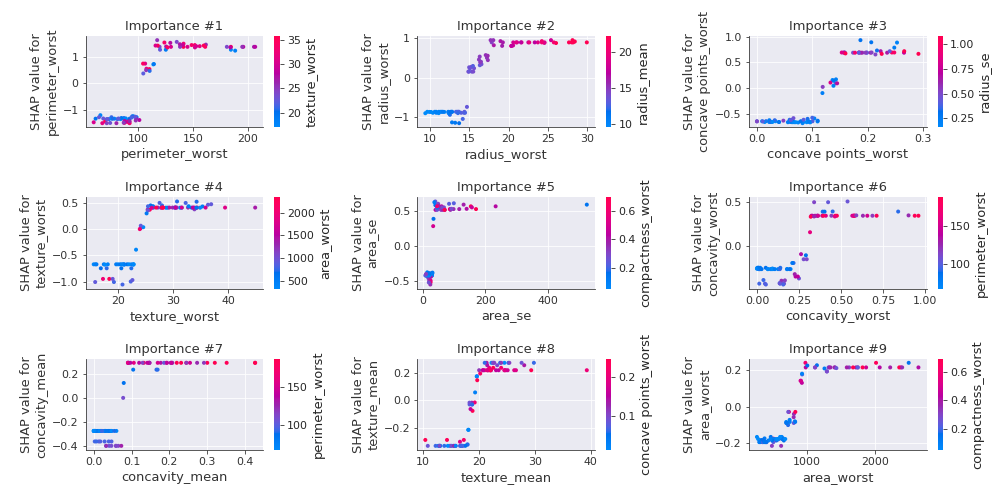 Importance #1
SHAP value for
perimeter_worst
1
0
−1
100
150
200
perimeter_worst
35
30
25
20
texture_worst
Importance #2
SHAP value for
radius_worst
1
0
−1
10
15
20
25
30
radius_worst
20
15
10
radius_mean
Importance #3
SHAP value for
concave points_worst
1.0
0.5
0.0
−0.5
0.0
0.1
0.2
0.3
concave points_worst
1.00
0.75
0.50
0.25
radius_se
Importance #4
SHAP value for
texture_worst
0.5
0.0
−0.5
−1.0
20
30
40
texture_worst
2000
1500
1000
500
area_worst
Importance #5
SHAP value for
area_se
0.5
0.0
−0.5
0
200
400
area_se
0.6
0.4
0.2
compactness_worst
Importance #6
SHAP value for
concavity_worst
0.5
0.0
0.00
0.25
0.50
0.75
1.00
concavity_worst
150
100
perimeter_worst
Importance #7
SHAP value for
concavity_mean
0.2
0.0
−0.2
−0.4
0.0
0.1
0.2
0.3
0.4
concavity_mean
150
100
perimeter_worst
Importance #8
SHAP value for
texture_mean
0.2
0.0
−0.2
10
20
30
40
texture_mean
0.2
0.1
concave points_worst
Importance #9
SHAP value for
area_worst
0.2
0.0
−0.2
1000
2000
area_worst
0.6
0.4
0.2
compactness_worst